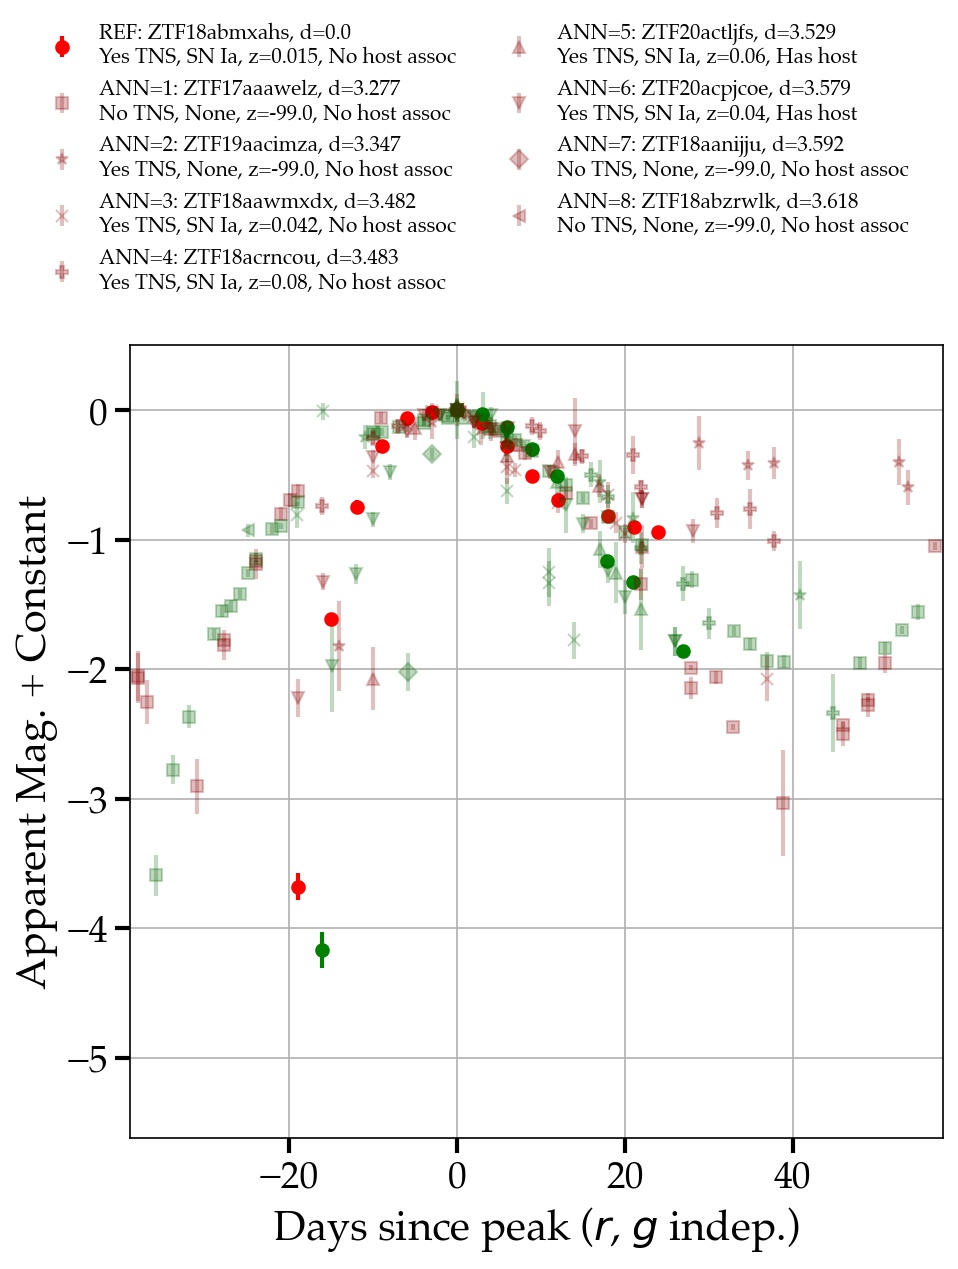 REF: ZTF18abmxahs, d=0.0
Yes TNS, SN Ia, z=0.015, No host assoc
ANN=1: ZTF17aaawelz, d=3.277
No TNS, None, z=-99.0, No host assoc
ANN=2: ZTF19aacimza, d=3.347
Yes TNS, None, z=-99.0, No host assoc
ANN=3: ZTF18aawmxdx, d=3.482
Yes TNS, SN Ia, z=0.042, No host assoc
ANN=4: ZTF18acrncou, d=3.483
Yes TNS, SN Ia, z=0.08, No host assoc
ANN=5: ZTF20actljfs, d=3.529
Yes TNS, SN Ia, z=0.06, Has host
ANN=6: ZTF20acpjcoe, d=3.579
Yes TNS, SN Ia, z=0.04, Has host
ANN=7: ZTF18aanijju, d=3.592
No TNS, None, z=-99.0, No host assoc
ANN=8: ZTF18abzrwlk, d=3.618
No TNS, None, z=-99.0, No host assoc
Apparent Mag. + Constant
0
−1
−2
−3
−4
−5
−20 0 20 40
Days since peak (r, g indep.)